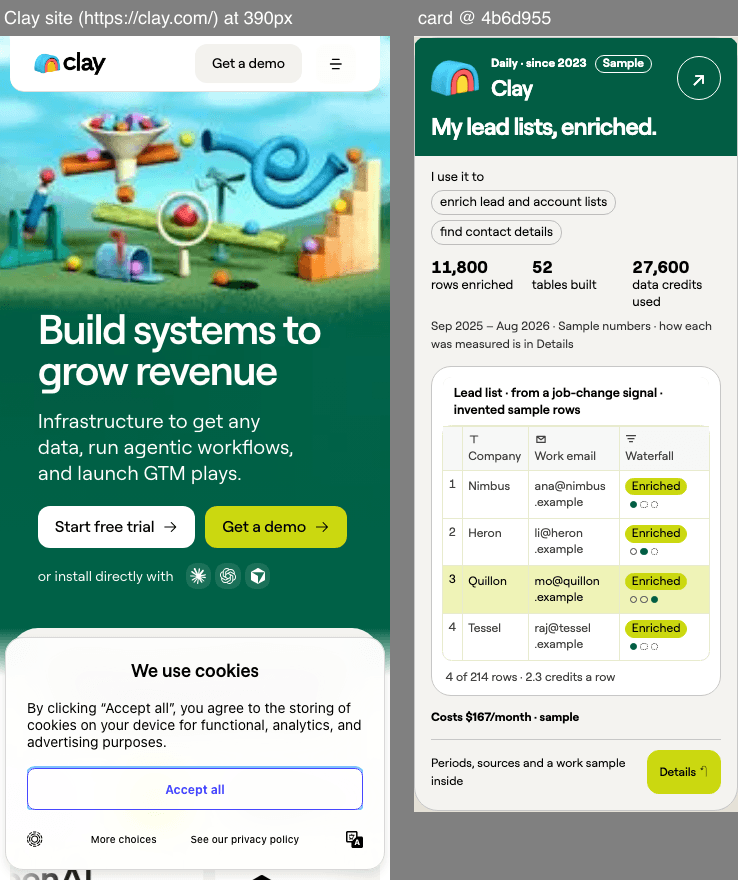 Clay site (https://clay.com/) at 390px
clay
Get a demo
Build systems to
grow revenue
Infrastructure to get any
data, run agentic workflows,
and launch GTM plays.
Start free trial →
Get a demo →
or install directly with
We use cookies
By clicking “Accept all”, you agree to the storing of
cookies on your device for functional, analytics, and
advertising purposes.
Accept all
More choices
See our privacy policy
card @ 4b6d955
Daily · since 2023
Sample
Clay
My lead lists, enriched.
I use it to
enrich lead and account lists
find contact details
11,800
rows enriched
52
tables built
27,600
data credits
used
Sep 2025 – Aug 2026 · Sample numbers · how each
was measured is in Details
Lead list · from a job-change signal ·
invented sample rows
Company
Work email
Waterfall
1 Nimbus ana@nimbus
.example
Enriched
2 Heron li@heron
.example
Enriched
3 Quillon mo@quillon
.example
Enriched
4 Tessel raj@tessel
.example
Enriched
4 of 214 rows · 2.3 credits a row
Costs $167/month · sample
Periods, sources and a work sample
inside
Details